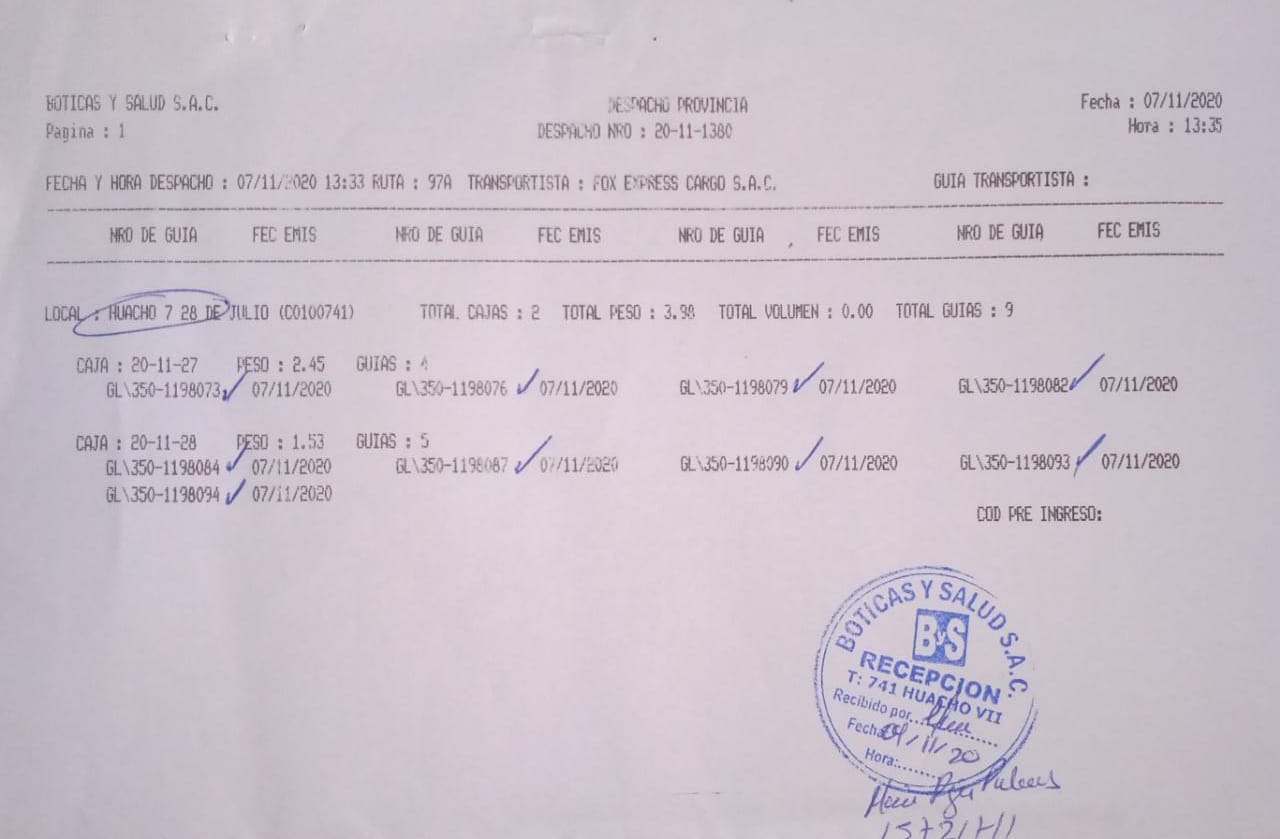 BOTICAS Y SALUD S.A.C. DESPACHO PROVINCIA Fecha : 07/11/2020
Pagina : 1 DESPACHO NRO : 20-11-1380 Hora : 13:35
FECHA Y HORA DESPACHO : 07/11/2020 13:33 RUTA : 97A TRANSPORTISTA : FOX EXPRESS CARGO S.A.C. GUIA TRANSPORTISTA :
NRO DE GUIA FEC EMIS NRO DE GUIA FEC EMIS NRO DE GUIA FEC EMIS NRO DE GUIA FEC EMIS
LOCAL : HUACHO 7 28 DE JULIO (C0100741) TOTAL CAJAS : 2 TOTAL PESO : 3.98 TOTAL VOLUMEN : 0.00 TOTAL GUIAS : 9
CAJA : 20-11-27 PESO : 2.45 GUIAS : 4
GL\350-1198073 07/11/2020 GL\350-1198076 07/11/2020 GL\350-1198079 07/11/2020 GL\350-1198082 07/11/2020
CAJA : 20-11-28 PESO : 1.53 GUIAS : 5
GL\350-1198084 07/11/2020 GL\350-1198087 07/11/2020 GL\350-1198090 07/11/2020 GL\350-1198093 07/11/2020
GL\350-1198094 07/11/2020
COD PRE INGRESO:
BOTICAS Y SALUD S.A.C.
ByS
RECEPCION
T: 741 HUACHO VII
Recibido por
Fecha
Hora: